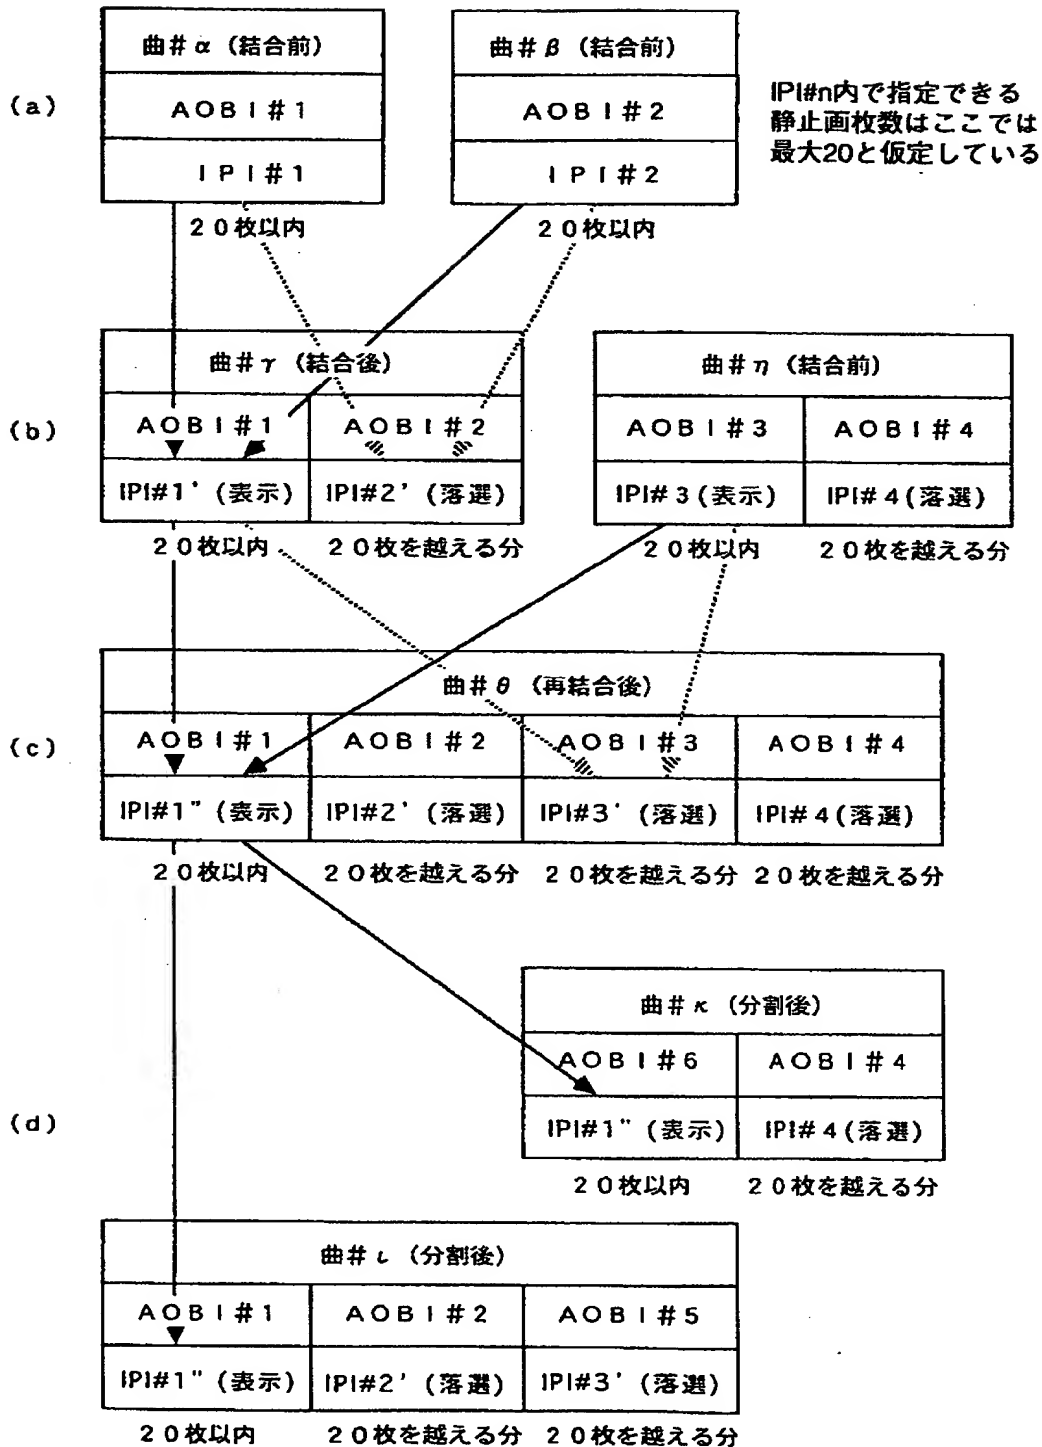 曲#α (結合前)
曲#β (結合前)
(a)
AOBI#1
AOBI#2
IPI#1
IPI#2
IPI#n内で指定できる
静止画枚数はここでは
最大20と仮定している
20枚以内
20枚以内
曲#γ (結合後)
曲#η (結合前)
(b)
AOBI#1
AOBI#2
AOBI#3
AOBI#4
IPI#1' (表示)
IPI#2' (落選)
IPI#3 (表示)
IPI#4 (落選)
20枚以内
20枚を越える分
20枚以内
20枚を越える分
曲#θ (再結合後)
(c)
AOBI#1
AOBI#2
AOBI#3
AOBI#4
IPI#1" (表示)
IPI#2' (落選)
IPI#3' (落選)
IPI#4 (落選)
20枚以内
20枚を越える分
20枚を越える分
20枚を越える分
曲#κ (分割後)
AOBI#6
AOBI#4
(d)
IPI#1" (表示)
IPI#4 (落選)
20枚以内
20枚を越える分
曲#ι (分割後)
AOBI#1
AOBI#2
AOBI#5
IPI#1" (表示)
IPI#2' (落選)
IPI#3' (落選)
20枚以内
20枚を越える分
20枚を越える分